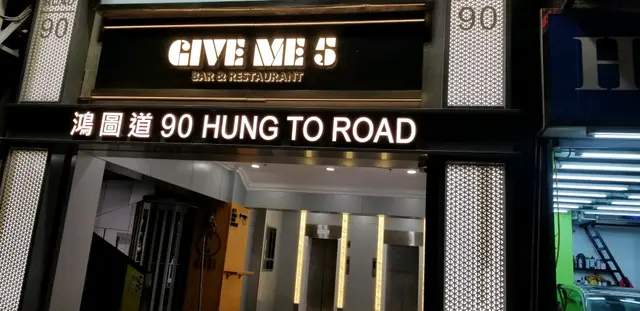 90
GIVE ME 5
90
BAR & RESTAURANT
鴻圖道 90 HUNG TO ROAD